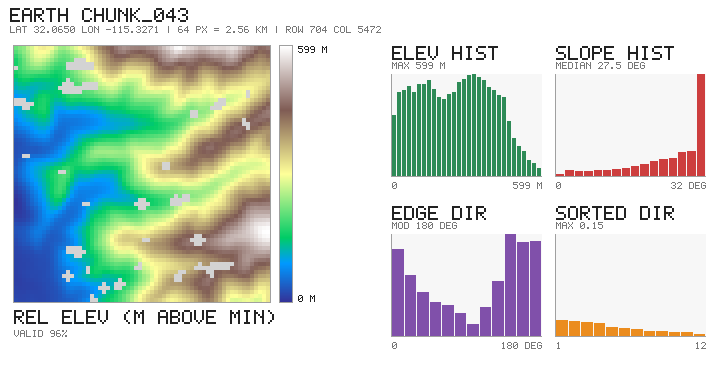 EARTH CHUNK_043
LAT 32.0650 LON -115.3271 | 64 PX = 2.56 KM | ROW 704 COL 5472
599 M
0 M
REL ELEV (M ABOVE MIN)
VALID 96%
ELEV HIST
MAX 599 M
0 599 M
SLOPE HIST
MEDIAN 27.5 DEG
0 32 DEG
EDGE DIR
MOD 180 DEG
0 180 DEG
SORTED DIR
MAX 0.15
1 12